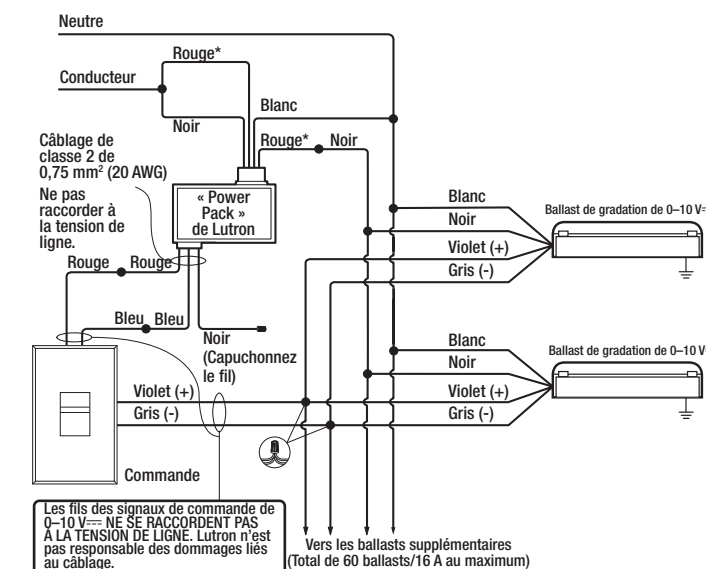 Neutre
Rouge*
Conducteur
Blanc
Noir
Rouge* Noir
Câblage de
classe 2 de
0,75 mm² (20 AWG)
Ne pas
raccorder à
la tension de
ligne.
« Power
Pack »
de Lutron
Rouge Rouge
Bleu Bleu
Noir
(Capuchonnez
le fil)
Blanc
Noir
Violet (+)
Gris (-)
Ballast de gradation de 0–10 V⎓
Blanc
Noir
Violet (+)
Gris (-)
Ballast de gradation de 0–10 V
Violet (+)
Gris (-)
Commande
Les fils des signaux de commande de
0–10 V⎓ NE SE RACCORDENT PAS
À LA TENSION DE LIGNE. Lutron n'est
pas responsable des dommages liés
au câblage.
Vers les ballasts supplémentaires
(Total de 60 ballasts/16 A au maximum)